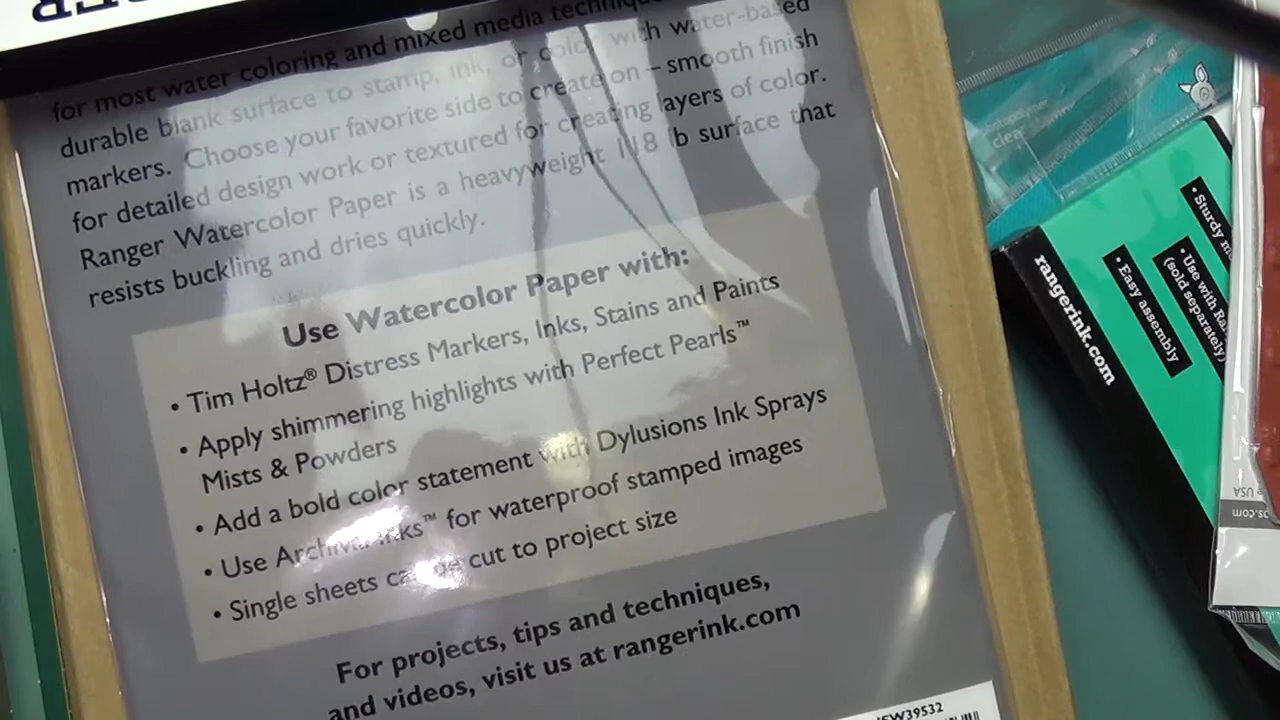 for most water coloring and mixed media
durable blank surface to stamp, ink, or color with water-based
markers. Choose your favorite side to create on – smooth finish
for detailed design work or textured for creating layers of color.
Ranger Watercolor Paper is a heavyweight 118 lb surface that
resists buckling and dries quickly.
Use Watercolor Paper with:
• Tim Holtz® Distress Markers, Inks, Stains and Paints
• Apply shimmering highlights with Perfect Pearls™
Mists & Powders
• Add a bold color statement with Dylusions Ink Sprays
• Use Archival Inks™ for waterproof stamped images
• Single sheets can be cut to project size
For projects, tips and techniques,
and videos, visit us at rangerink.com
rangerink.com
• Easy assembly
• Use with
(sold separately)
• Sturdy
clear
USA